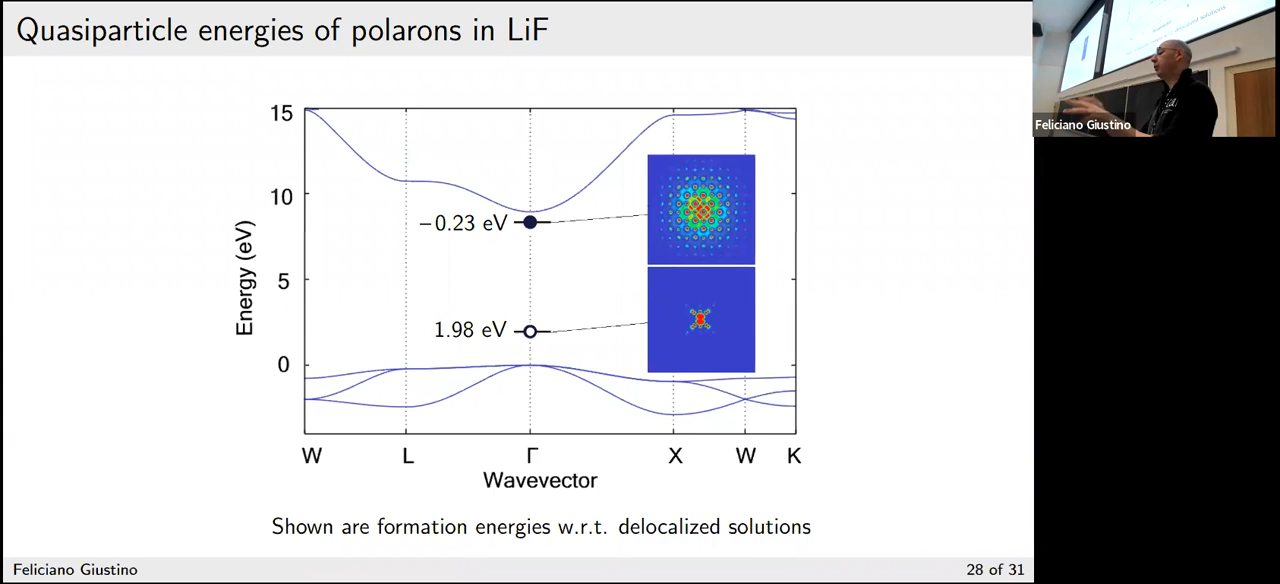 Quasiparticle energies of polarons in LiF
15
10
5
0
Energy (eV)
−0.23 eV
1.98 eV
W L Γ X W K
Wavevector
Shown are formation energies w.r.t. delocalized solutions
Feliciano Giustino
28 of 31
Feliciano Giustino